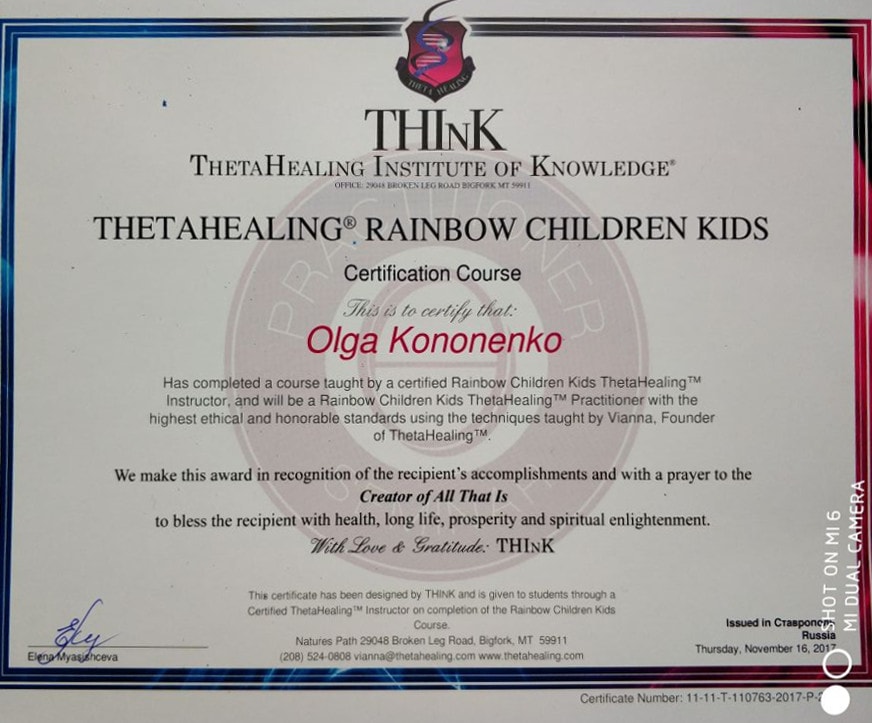 THETA HEALING
THInK
THETAHEALING INSTITUTE OF KNOWLEDGE®
OFFICE: 29048 BROKEN LEG ROAD BIGFORK MT 59911
THETAHEALING® RAINBOW CHILDREN KIDS
Certification Course
This is to certify that:
Olga Kononenko
PRACTITIONER
Has completed a course taught by a certified Rainbow Children Kids ThetaHealing™
Instructor, and will be a Rainbow Children Kids ThetaHealing™ Practitioner with the
highest ethical and honorable standards using the techniques taught by Vianna, Founder
of ThetaHealing™.
We make this award in recognition of the recipient's accomplishments and with a prayer to the
Creator of All That Is
to bless the recipient with health, long life, prosperity and spiritual enlightenment.
With Love & Gratitude: THInK
This certificate has been designed by THINK and is given to students through a
Certified ThetaHealing™ Instructor on completion of the Rainbow Children Kids
Course.
Natures Path 29048 Broken Leg Road, Bigfork, MT 59911
(208) 524-0808 vianna@thetahealing.com www.thetahealing.com
Elena Myasishceva
Issued in Ставрополь,
Russia
Thursday, November 16, 2017
Certificate Number: 11-11-T-110763-2017-P-
SHOT ON MI 6
MI DUAL CAMERA